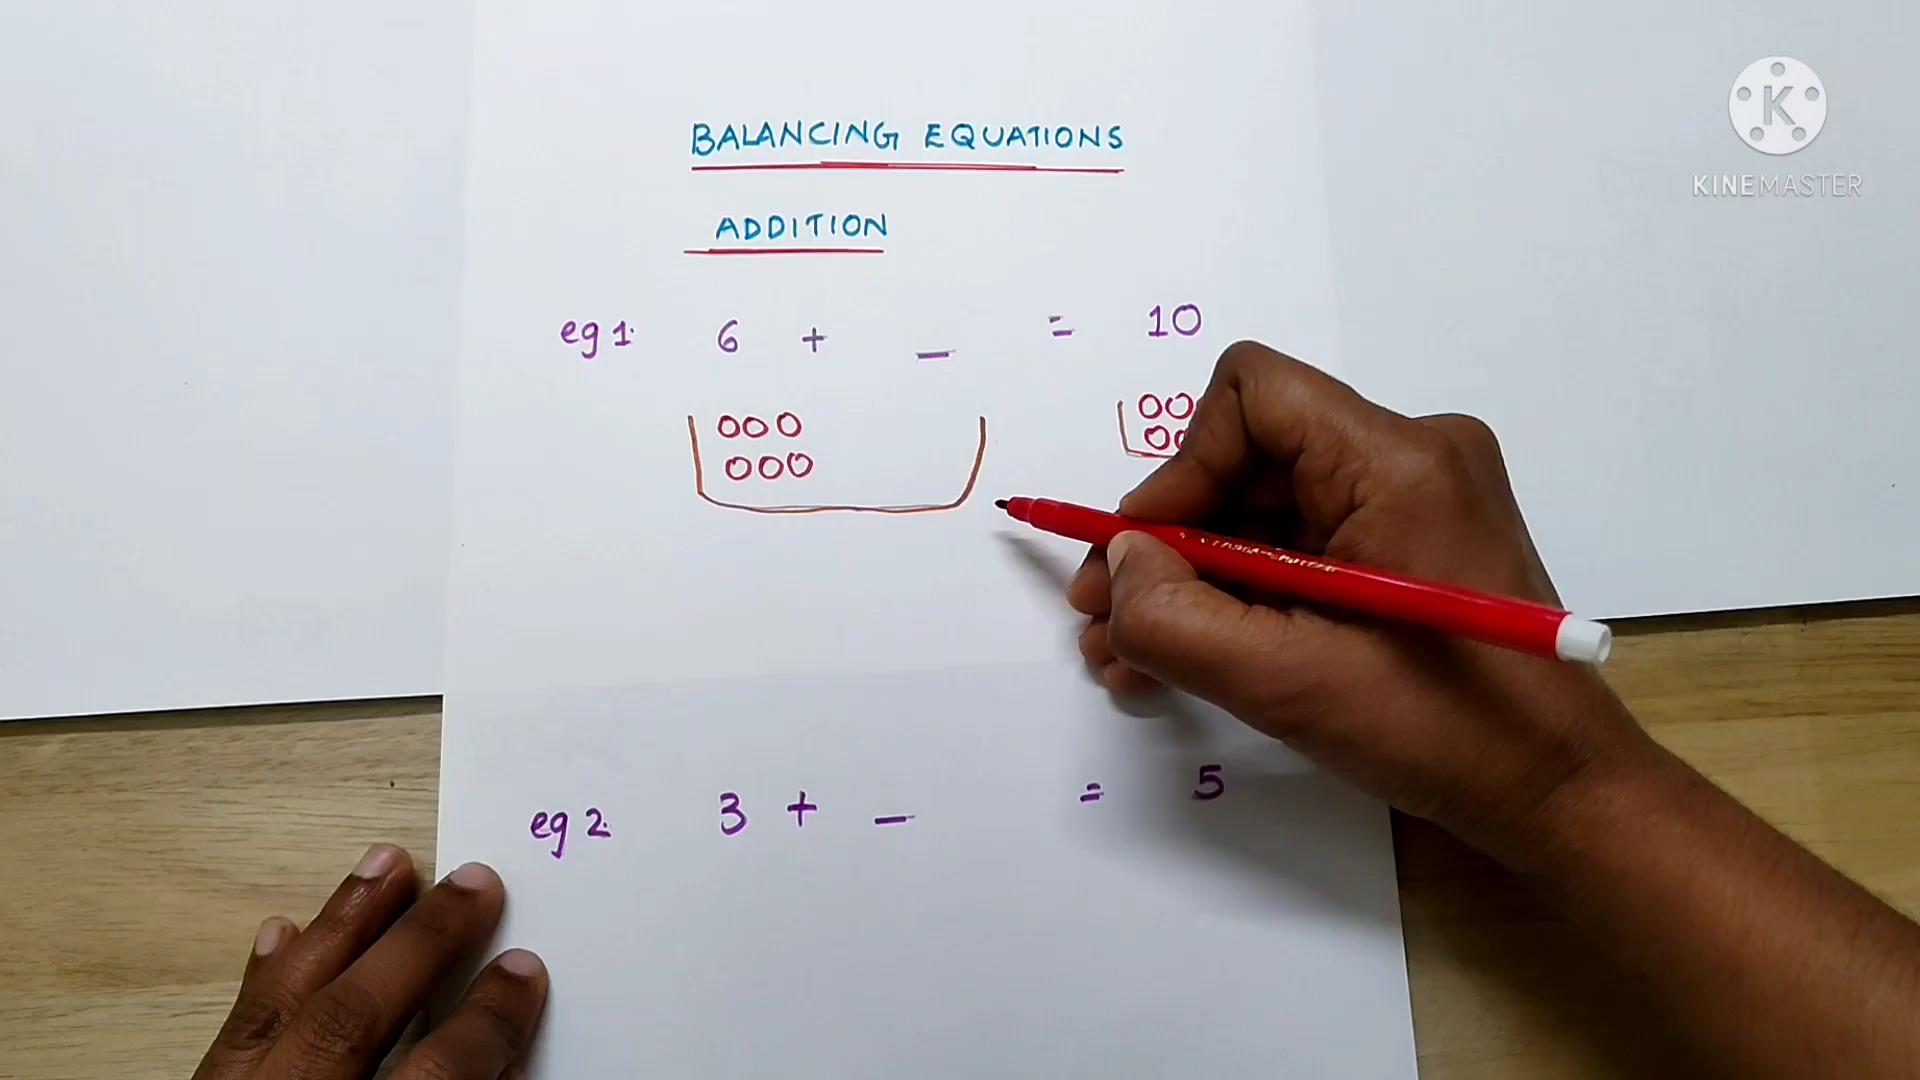 BALANCING EQUATIONS
ADDITION
eg 1. 6 + _ = 10
eg 2. 3 + _ = 5
K
KINEMASTER